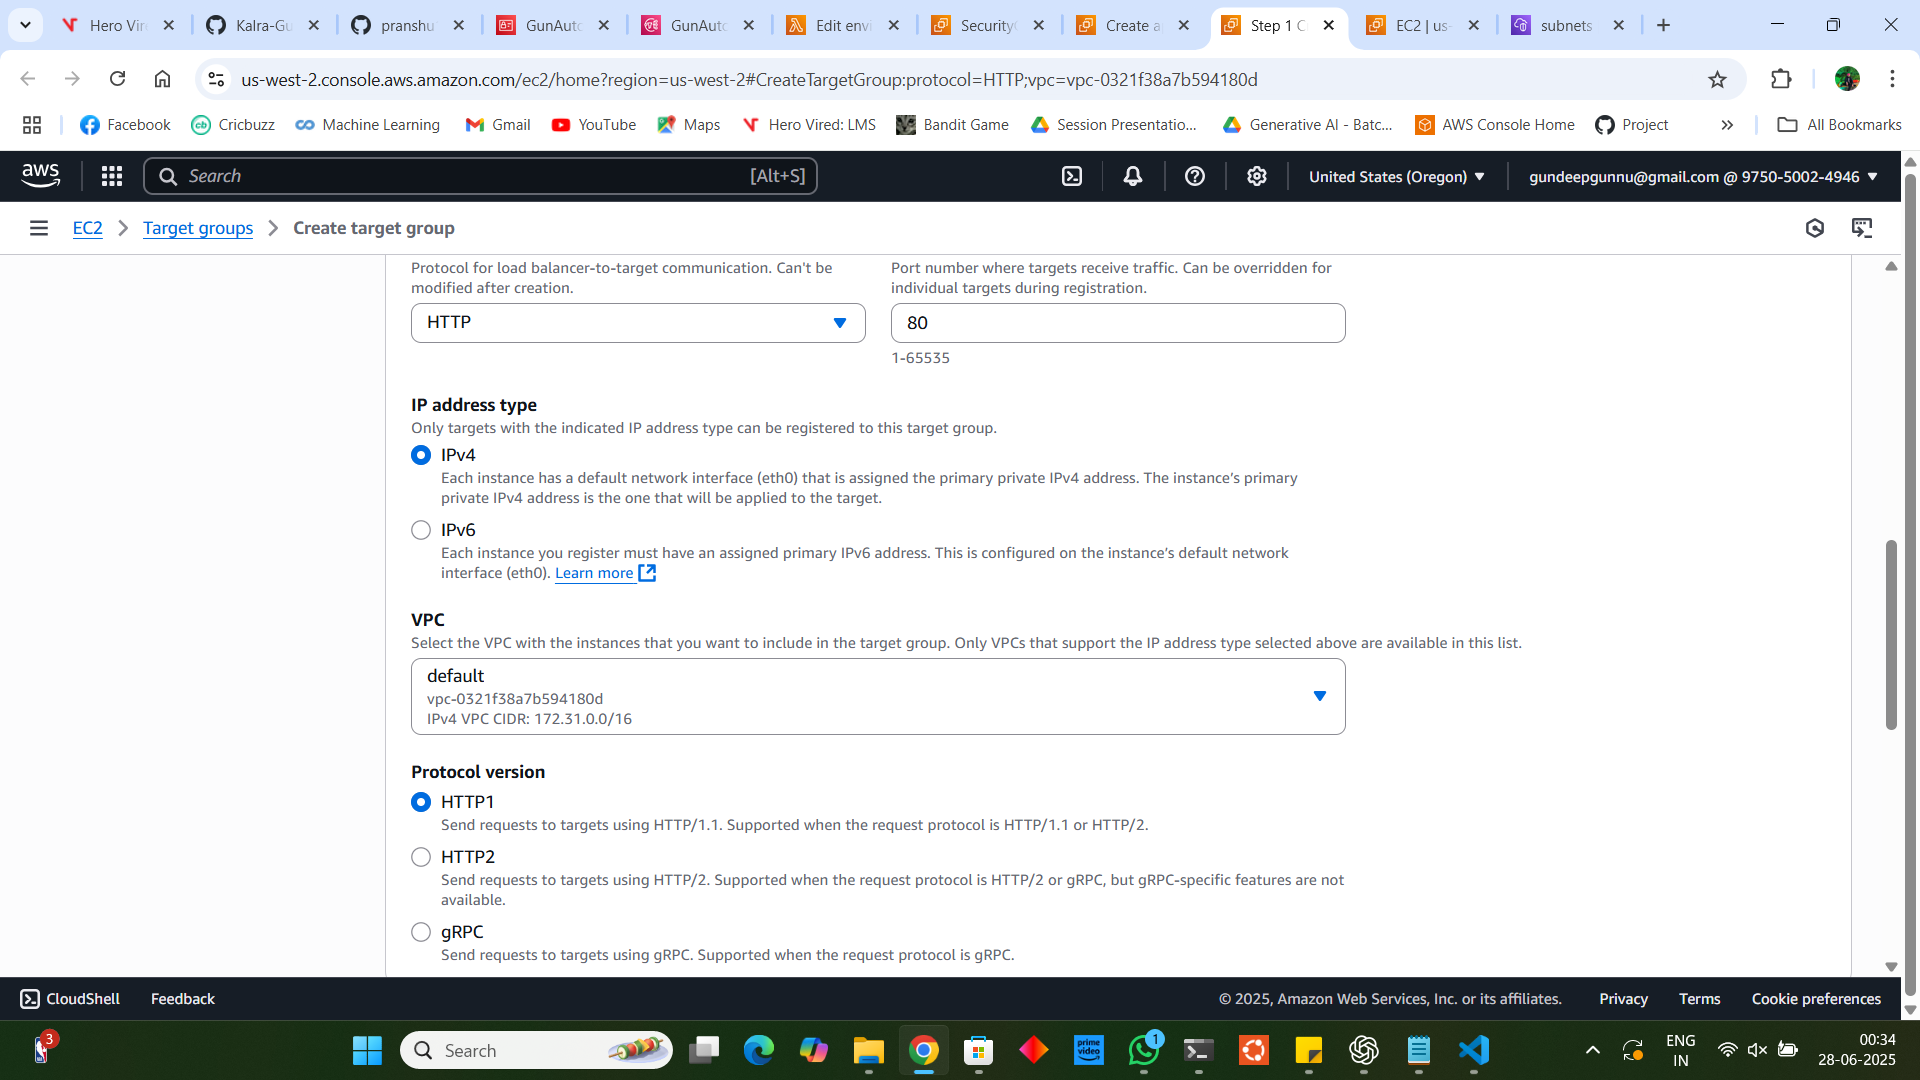 Hero Vir
Kalra-Gu
pranshu
GunAuto
GunAuto
Edit envi
Security
Create a
Step 1 C
EC2 | us-
subnets
us-west-2.console.aws.amazon.com/ec2/home?region=us-west-2#CreateTargetGroup:protocol=HTTP;vpc=vpc-0321f38a7b594180d
Facebook
Cricbuzz
Machine Learning
Gmail
YouTube
Maps
Hero Vired: LMS
Bandit Game
Session Presentatio...
Generative AI - Batc...
AWS Console Home
Project
All Bookmarks
aws
Search
[Alt+S]
United States (Oregon)
gundeepgunnu@gmail.com @ 9750-5002-4946
EC2
Target groups
Create target group
Protocol for load balancer-to-target communication. Can't be
modified after creation.
HTTP
Port number where targets receive traffic. Can be overridden for
individual targets during registration.
80
1-65535
IP address type
Only targets with the indicated IP address type can be registered to this target group.
IPv4
Each instance has a default network interface (eth0) that is assigned the primary private IPv4 address. The instance's primary
private IPv4 address is the one that will be applied to the target.
IPv6
Each instance you register must have an assigned primary IPv6 address. This is configured on the instance's default network
interface (eth0). Learn more
VPC
Select the VPC with the instances that you want to include in the target group. Only VPCs that support the IP address type selected above are available in this list.
default
vpc-0321f38a7b594180d
IPv4 VPC CIDR: 172.31.0.0/16
Protocol version
HTTP1
Send requests to targets using HTTP/1.1. Supported when the request protocol is HTTP/1.1 or HTTP/2.
HTTP2
Send requests to targets using HTTP/2. Supported when the request protocol is HTTP/2 or gRPC, but gRPC-specific features are not
available.
gRPC
Send requests to targets using gRPC. Supported when the request protocol is gRPC.
CloudShell
Feedback
© 2025, Amazon Web Services, Inc. or its affiliates.
Privacy
Terms
Cookie preferences
3
Search
prime
video
1
ENG
IN
00:34
28-06-2025